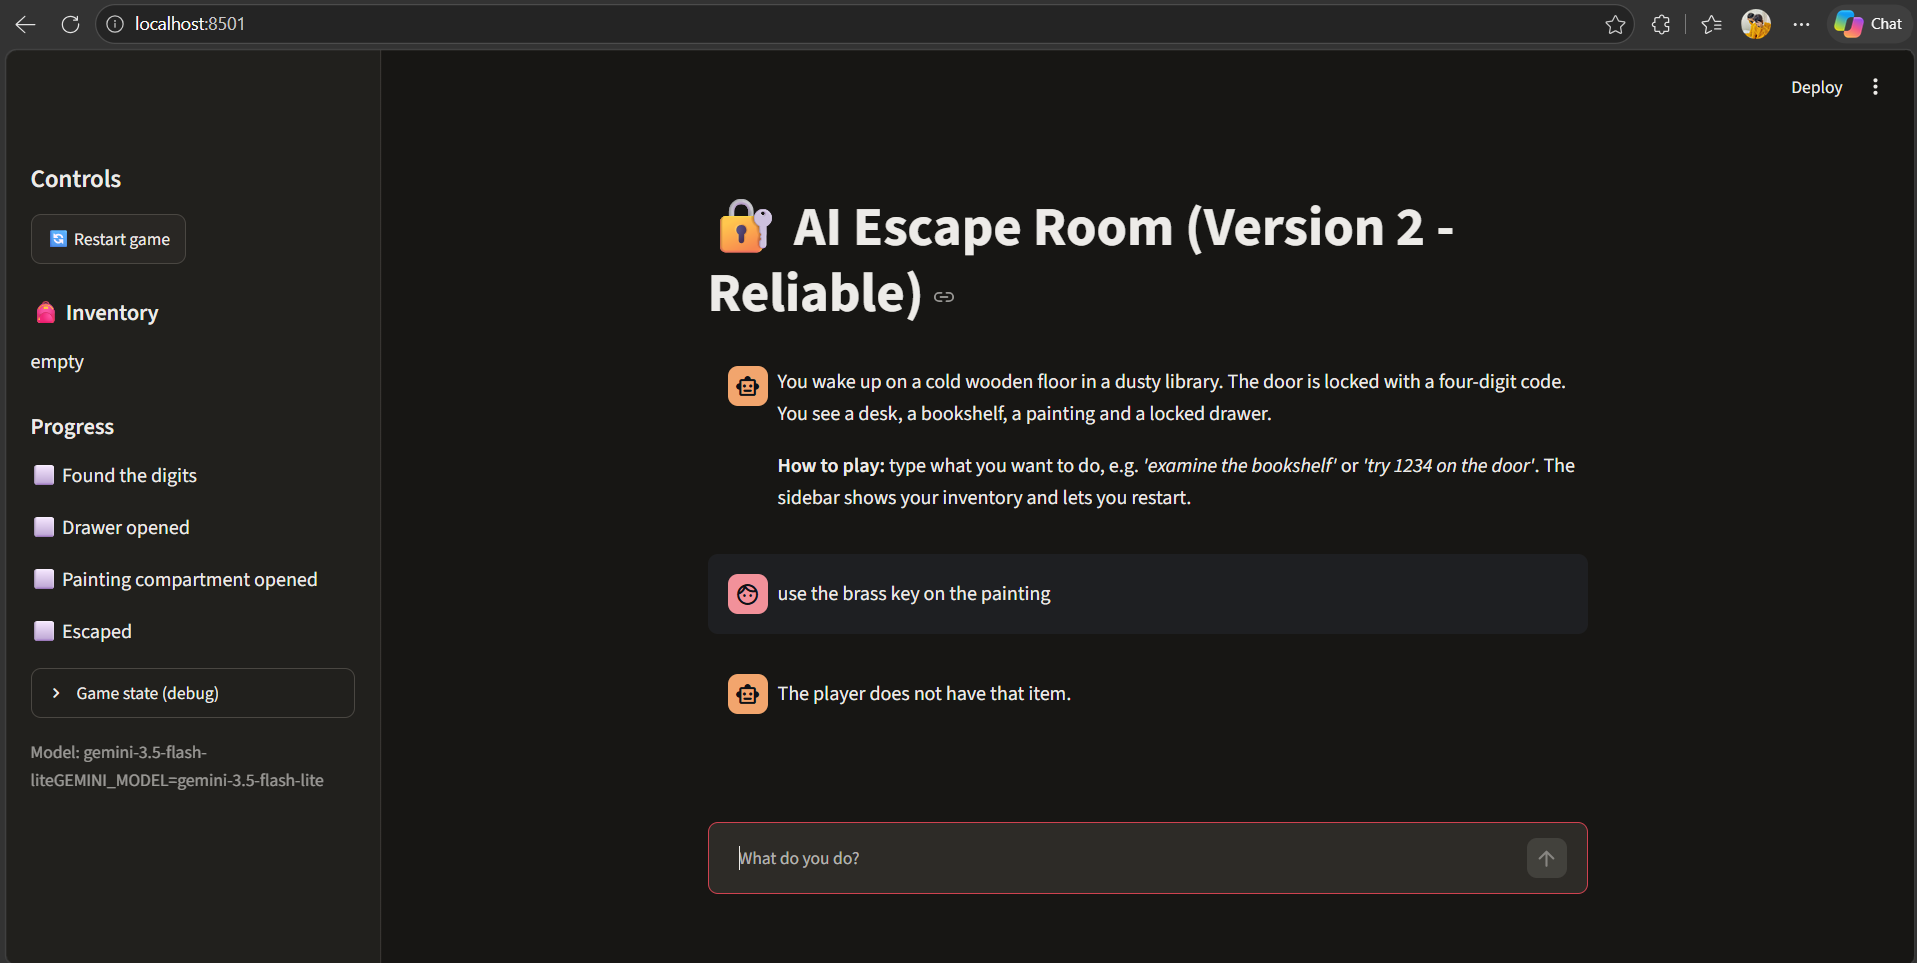 localhost:8501
Chat
Deploy
Controls
Restart game
Inventory
empty
Progress
Found the digits
Drawer opened
Painting compartment opened
Escaped
Game state (debug)
Model: gemini-3.5-flash-
liteGEMINI_MODEL=gemini-3.5-flash-lite
AI Escape Room (Version 2 -
Reliable)
You wake up on a cold wooden floor in a dusty library. The door is locked with a four-digit code.
You see a desk, a bookshelf, a painting and a locked drawer.
How to play: type what you want to do, e.g. 'examine the bookshelf' or 'try 1234 on the door'. The
sidebar shows your inventory and lets you restart.
use the brass key on the painting
The player does not have that item.
What do you do?